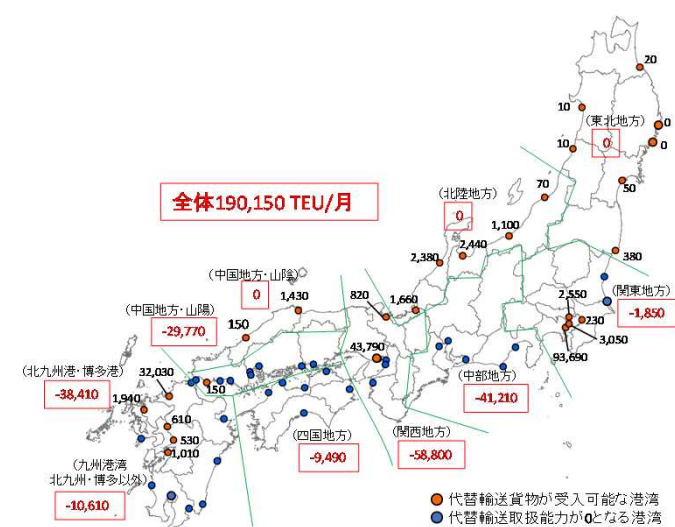 20
10
0
(東北地方)
0
10
0
全体190,150 TEU/月
70
50
(北陸地方)
0
1,100
2,440
380
2,380
(中国地方・山陰)
0
1,430
820
1,660
2,550
(関東地方)
-1,850
230
3,050
93,690
(中国地方・山陽)
-29,770
150
43,790
(北九州港・博多港)
-38,410
32,030
150
1,940
(中部地方)
-41,210
610
530
1,010
(四国地方)
-9,490
(関西地方)
-58,800
(九州港湾
北九州・博多以外)
-10,610
代替輸送貨物が受入可能な港湾
代替輸送取扱能力が0となる港湾